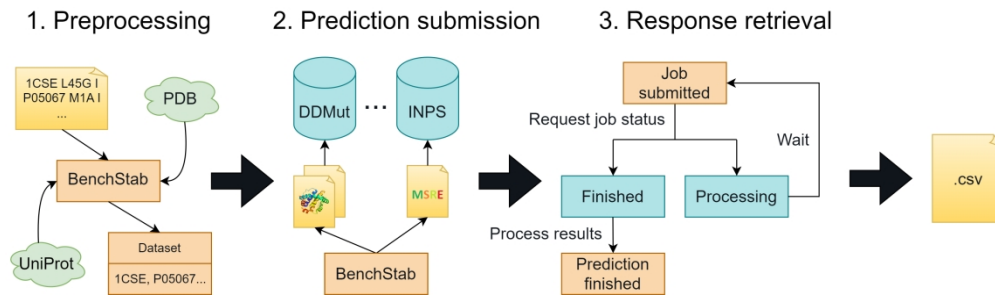 1. Preprocessing
1CSE L45G I
P05067 M1A I
...
PDB
BenchStab
UniProt
Dataset
1CSE, P05067...
2. Prediction submission
DDMut
...
INPS
MSRE
BenchStab
3. Response retrieval
Job
submitted
Request job status
Wait
Finished
Processing
Process results
Prediction
finished
.csv